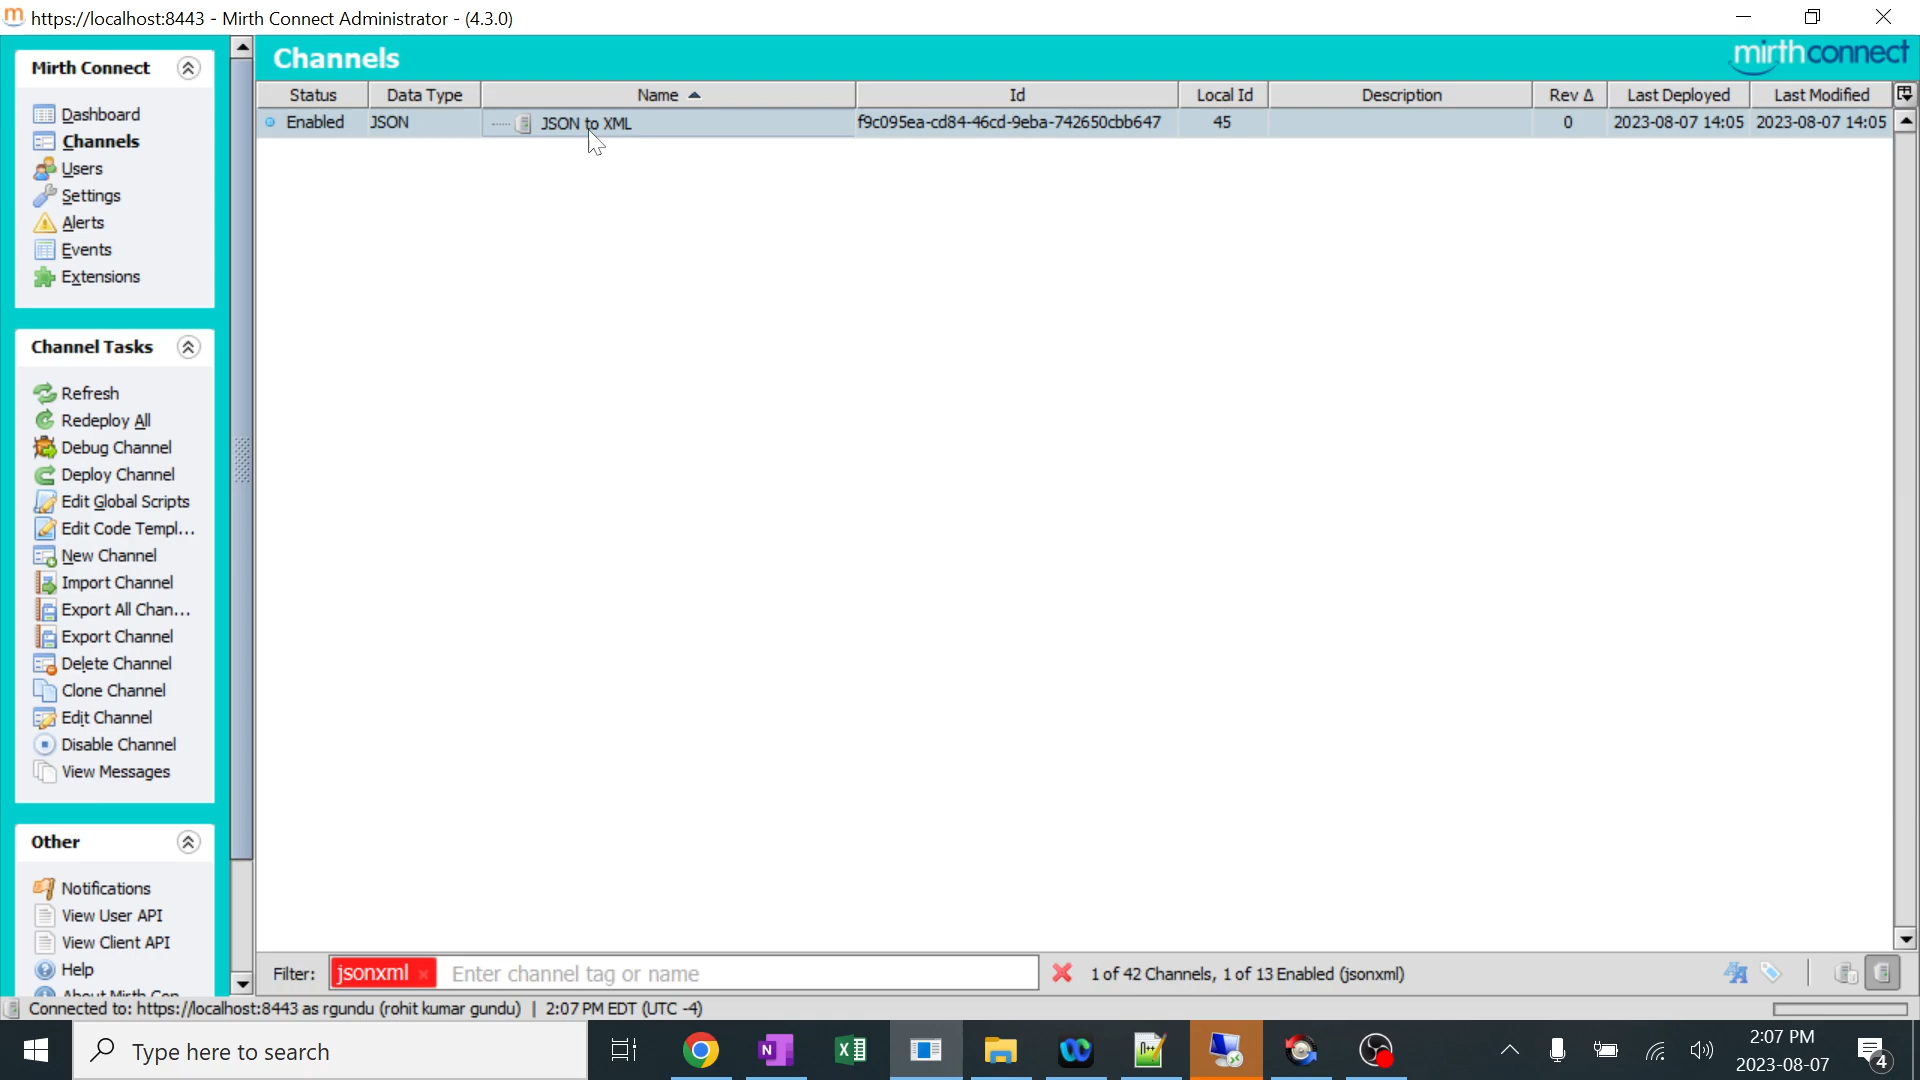 https://localhost:8443 - Mirth Connect Administrator - (4.3.0)
Mirth Connect
Dashboard
Channels
Users
Settings
Alerts
Events
Extensions
Channel Tasks
Refresh
Redeploy All
Debug Channel
Deploy Channel
Edit Global Scripts
Edit Code Templ...
New Channel
Import Channel
Export All Chan...
Export Channel
Delete Channel
Clone Channel
Edit Channel
Disable Channel
View Messages
Other
Notifications
View User API
View Client API
Help
About Mirth Con
Channels
mirth connect
Status Data Type Name Id Local Id Description Rev Δ Last Deployed Last Modified
Enabled JSON JSON to XML f9c095ea-cd84-46cd-9eba-742650cbb647 45 0 2023-08-07 14:05 2023-08-07 14:05
Filter: jsonxml × Enter channel tag or name 1 of 42 Channels, 1 of 13 Enabled (jsonxml)
Connected to: https://localhost:8443 as rgundu (rohit kumar gundu) | 2:07 PM EDT (UTC -4)
Type here to search
2:07 PM
2023-08-07
4